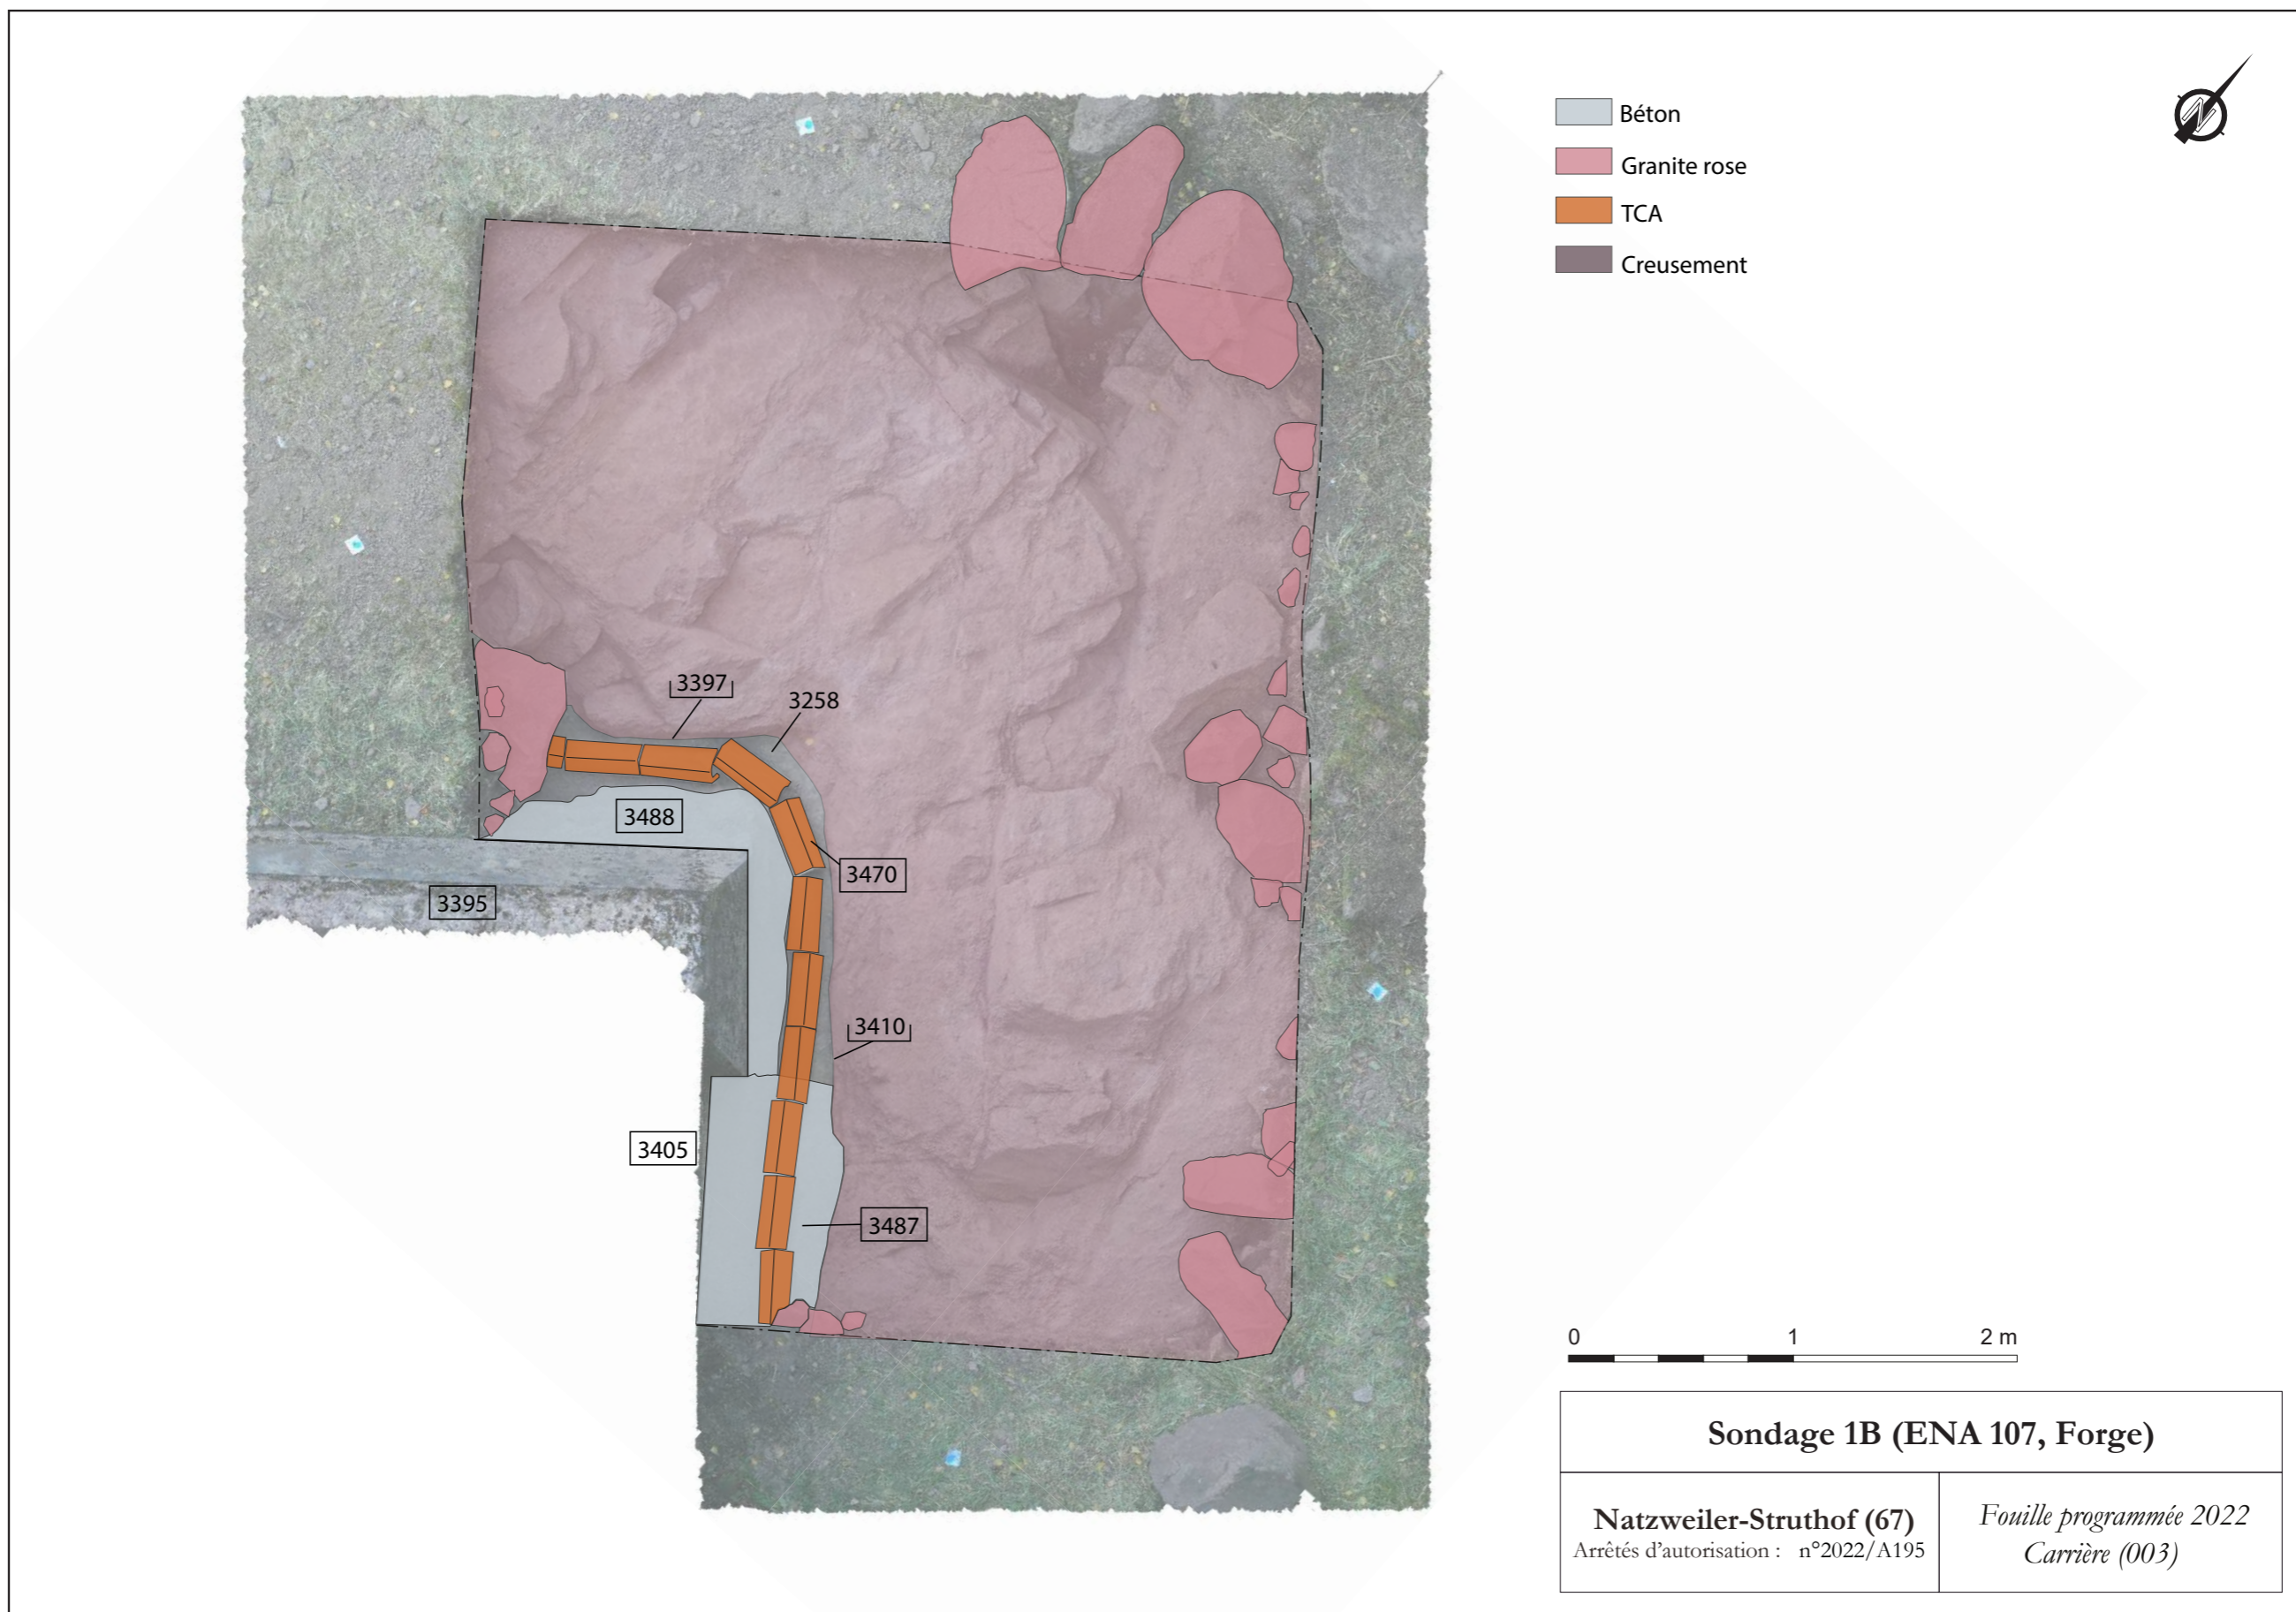 Béton
Granite rose
TCA
Creusement
N
3397
3258
3488
3470
3395
3410
3405
3487
0 1 2 m
Sondage 1B (ENA 107, Forge)
Natzweiler-Struthof (67)
Arrêtés d'autorisation : n°2022/A195
Fouille programmée 2022
Carrière (003)